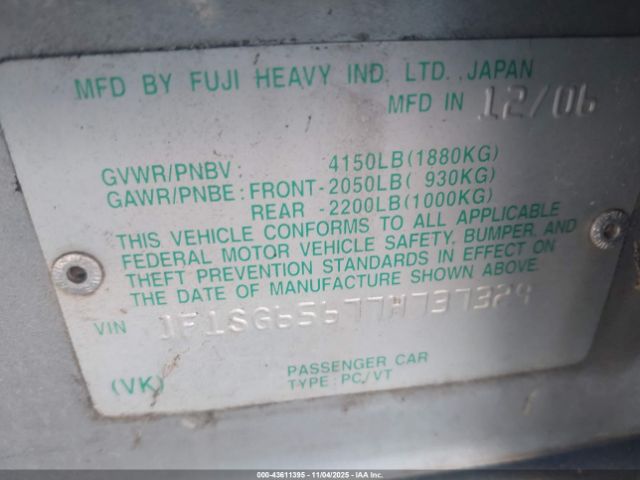 MFD BY FUJI HEAVY IND. LTD. JAPAN
MFD IN 12/06
GVWR/PNBV 4150LB(1880KG)
GAWR/PNBE: FRONT-2050LB( 930KG)
REAR -2200LB(1000KG)
THIS VEHICLE CONFORMS TO ALL APPLICABLE
FEDERAL MOTOR VEHICLE SAFETY, BUMPER, AND
THEFT PREVENTION STANDARDS IN EFFECT ON
THE DATE OF MANUFACTURE SHOWN ABOVE.
VIN JF1SG65677H737329
PASSENGER CAR
(VK) TYPE: PC/VT
000-43611395 - 11/04/2025 - IAA Inc.